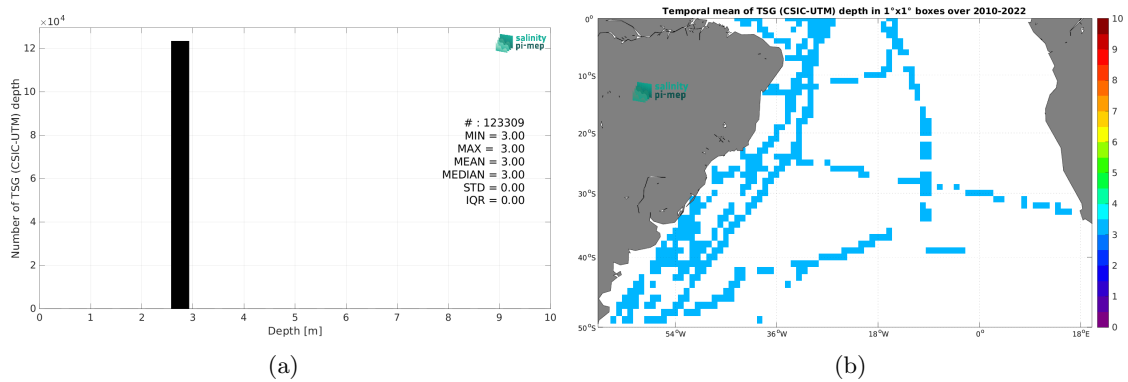 ×10⁴
12
10
8
6
4
2
0
Number of TSG (CSIC-UTM) depth
salinity
pi-mep
# : 123309
MIN = 3.00
MAX = 3.00
MEAN = 3.00
MEDIAN = 3.00
STD = 0.00
IQR = 0.00
0 1 2 3 4 5 6 7 8 9 10
Depth [m]
(a)
Temporal mean of TSG (CSIC-UTM) depth in 1°x1° boxes over 2010-2022
0°
10°S
20°S
30°S
40°S
50°S
salinity
pi-mep
54°W 36°W 18°W 0° 18°E
10
9
8
7
6
5
4
3
2
1
0
(b)